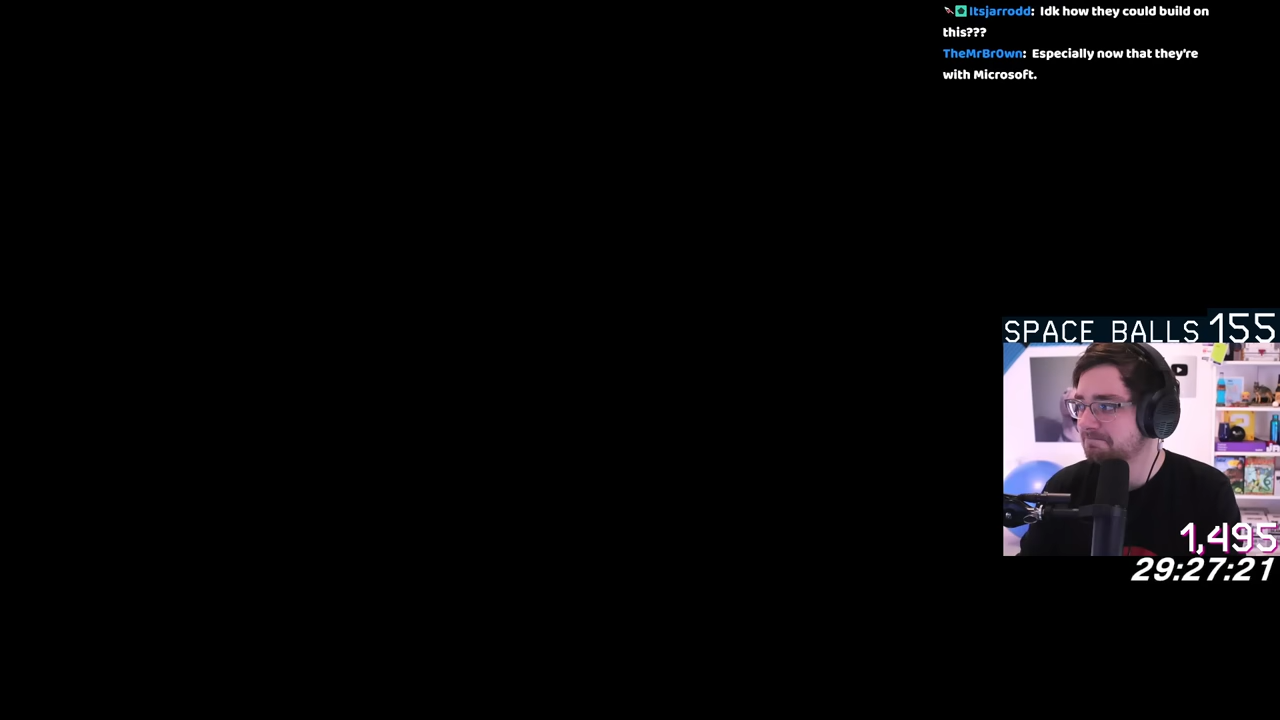 Itsjarrodd: Idk how they could build on
this???
TheMrBr0wn: Especially now that they're
with Microsoft.
SPACE BALLS 155
1,495
29:27:21